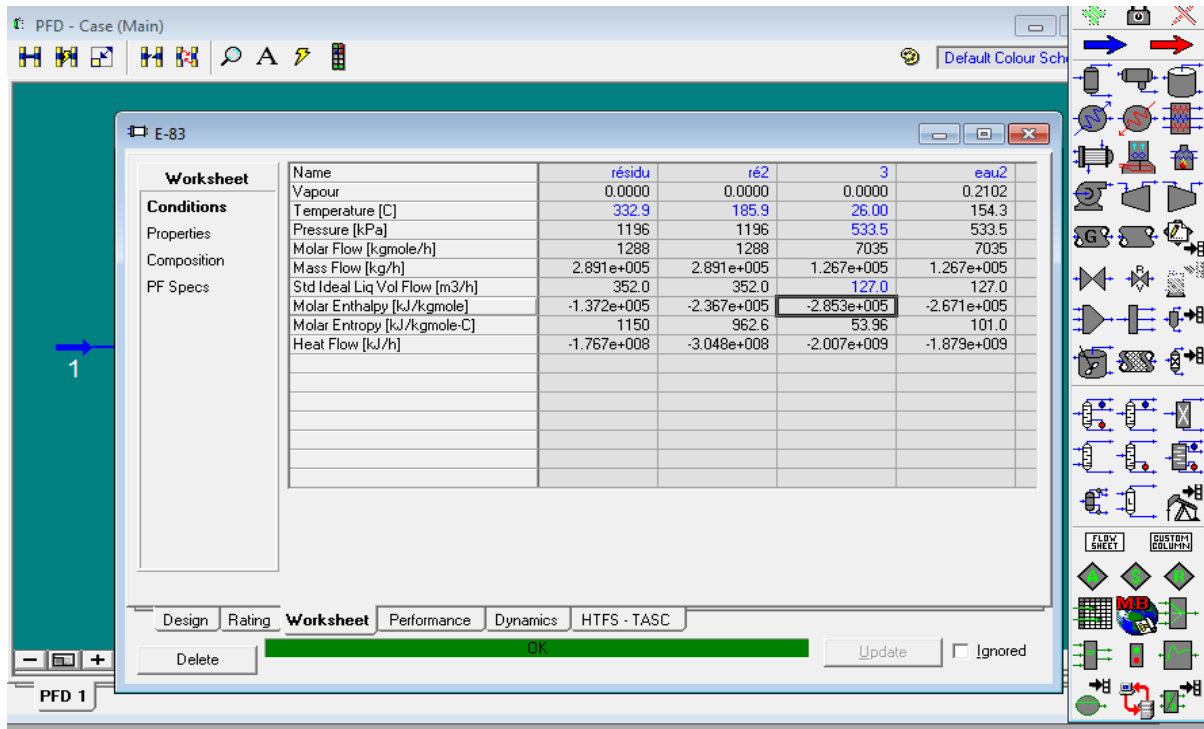 PFD - Case (Main)
A
Default Colour Sch
E-83
Worksheet
Conditions
Properties
Composition
PF Specs
Name résidu ré2 3 eau2
Vapour 0.0000 0.0000 0.0000 0.2102
Temperature [C] 332.9 185.9 26.00 154.3
Pressure [kPa] 1196 1196 533.5 533.5
Molar Flow [kgmole/h] 1288 1288 7035 7035
Mass Flow [kg/h] 2.891e+005 2.891e+005 1.267e+005 1.267e+005
Std Ideal Liq Vol Flow [m3/h] 352.0 352.0 127.0 127.0
Molar Enthalpy [kJ/kgmole] -1.372e+005 -2.367e+005 -2.853e+005 -2.671e+005
Molar Entropy [kJ/kgmole-C] 1150 962.6 53.96 101.0
Heat Flow [kJ/h] -1.767e+008 -3.048e+008 -2.007e+009 -1.879e+009
1
Design Rating Worksheet Performance Dynamics HTFS - TASC
Delete OK Update Ignored
PFD 1
G
R
FLOW SHEET
CUSTOM COLUMN
A S R
MB